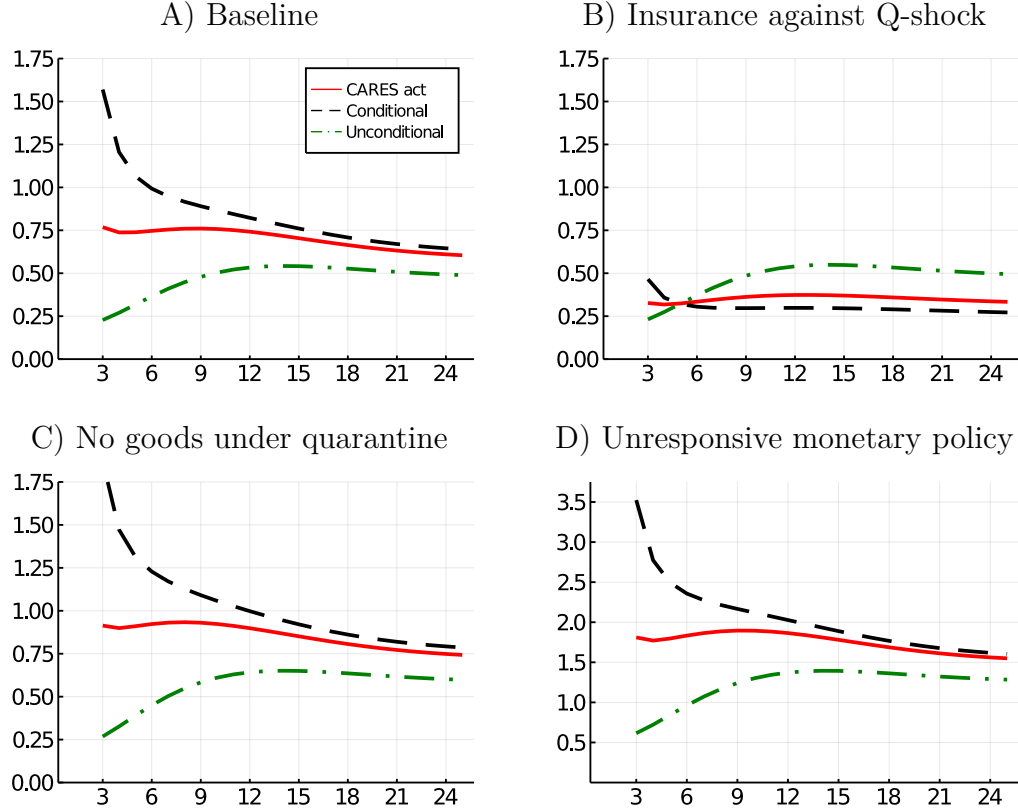 A) Baseline
1.75
1.50
1.25
1.00
0.75
0.50
0.25
0.00
3 6 9 12 15 18 21 24
CARES act
Conditional
Unconditional
B) Insurance against Q-shock
1.75
1.50
1.25
1.00
0.75
0.50
0.25
0.00
3 6 9 12 15 18 21 24
C) No goods under quarantine
1.75
1.50
1.25
1.00
0.75
0.50
0.25
0.00
3 6 9 12 15 18 21 24
D) Unresponsive monetary policy
3.5
3.0
2.5
2.0
1.5
1.0
0.5
3 6 9 12 15 18 21 24